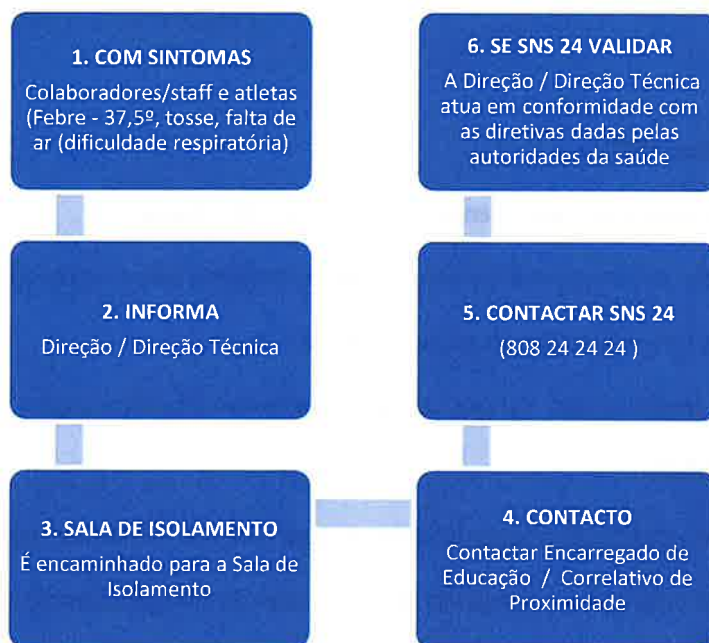 1. COM SINTOMAS
Colaboradores/staff e atletas
(Febre - 37,5º, tosse, falta de
ar (dificuldade respiratória)
2. INFORMA
Direção / Direção Técnica
3. SALA DE ISOLAMENTO
É encaminhado para a Sala de
Isolamento
4. CONTACTO
Contactar Encarregado de
Educação / Correlativo de
Proximidade
5. CONTACTAR SNS 24
(808 24 24 24 )
6. SE SNS 24 VALIDAR
A Direção / Direção Técnica
atua em conformidade com
as diretivas dadas pelas
autoridades da saúde